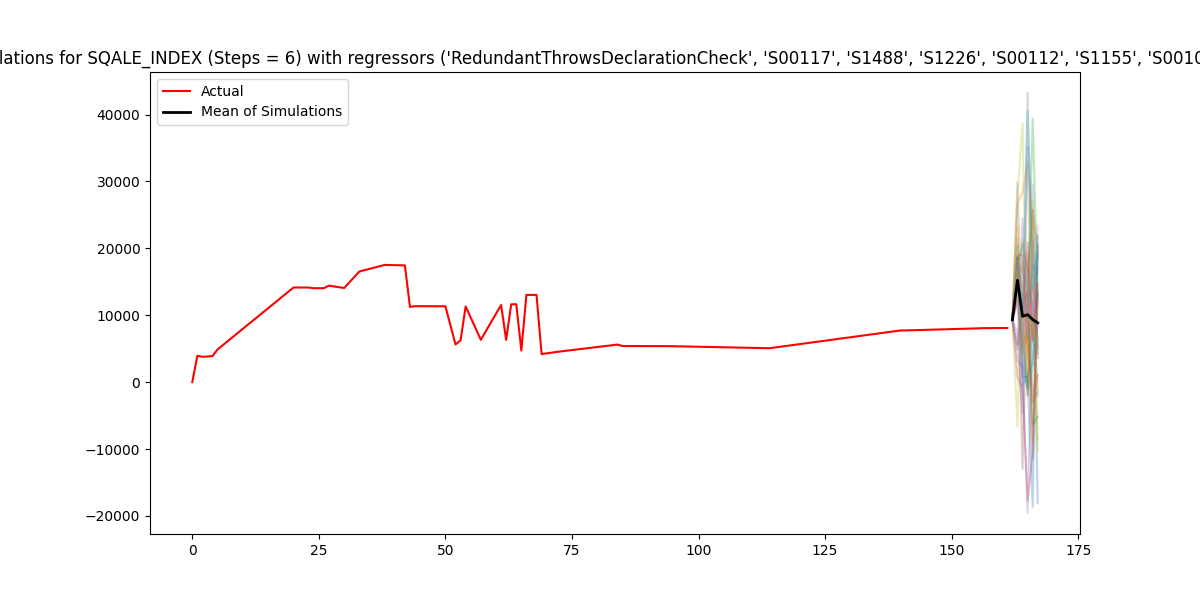 lations for SQALE_INDEX (Steps = 6) with regressors ('RedundantThrowsDeclarationCheck', 'S00117', 'S1488', 'S1226', 'S00112', 'S1155', 'S0010
Actual
Mean of Simulations
40000
30000
20000
10000
0
−10000
−20000
0 25 50 75 100 125 150 175